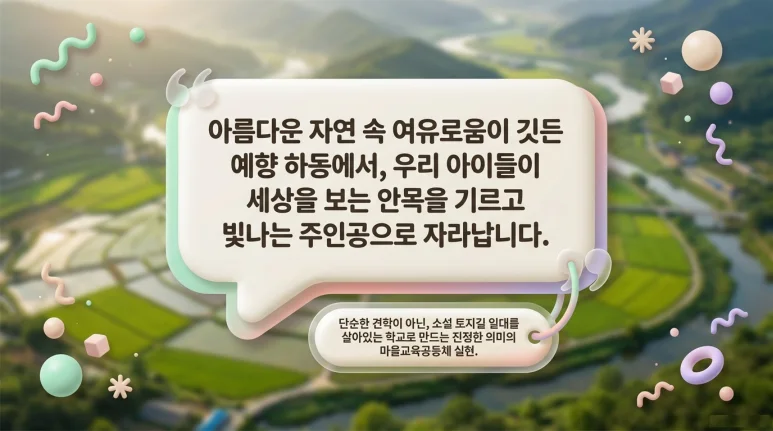 아름다운 자연 속 여유로움이 깃든
예향 하동에서, 우리 아이들이
세상을 보는 안목을 기르고
빛나는 주인공으로 자라납니다.
단순한 견학이 아닌, 소설 토지길 일대를
살아있는 학교로 만드는 진정한 의미의
마을교육공동체 실현.